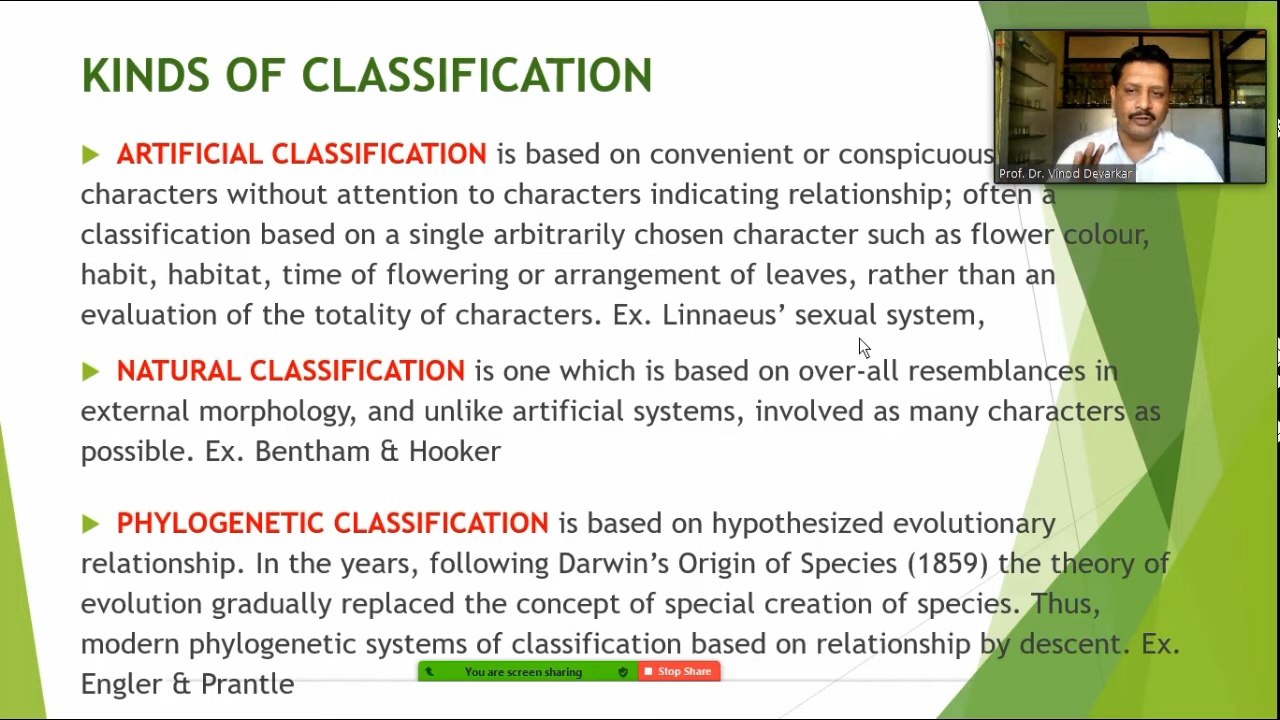 KINDS OF CLASSIFICATION
ARTIFICIAL CLASSIFICATION is based on convenient or conspicuous
characters without attention to characters indicating relationship; often a
classification based on a single arbitrarily chosen character such as flower colour,
habit, habitat, time of flowering or arrangement of leaves, rather than an
evaluation of the totality of characters. Ex. Linnaeus’ sexual system,
NATURAL CLASSIFICATION is one which is based on over-all resemblances in
external morphology, and unlike artificial systems, involved as many characters as
possible. Ex. Bentham & Hooker
PHYLOGENETIC CLASSIFICATION is based on hypothesized evolutionary
relationship. In the years, following Darwin’s Origin of Species (1859) the theory of
evolution gradually replaced the concept of special creation of species. Thus,
modern phylogenetic systems of classification based on relationship by descent. Ex.
Engler & Prantle
Prof. Dr. Vinod Devarkar
You are screen sharing
Stop Share